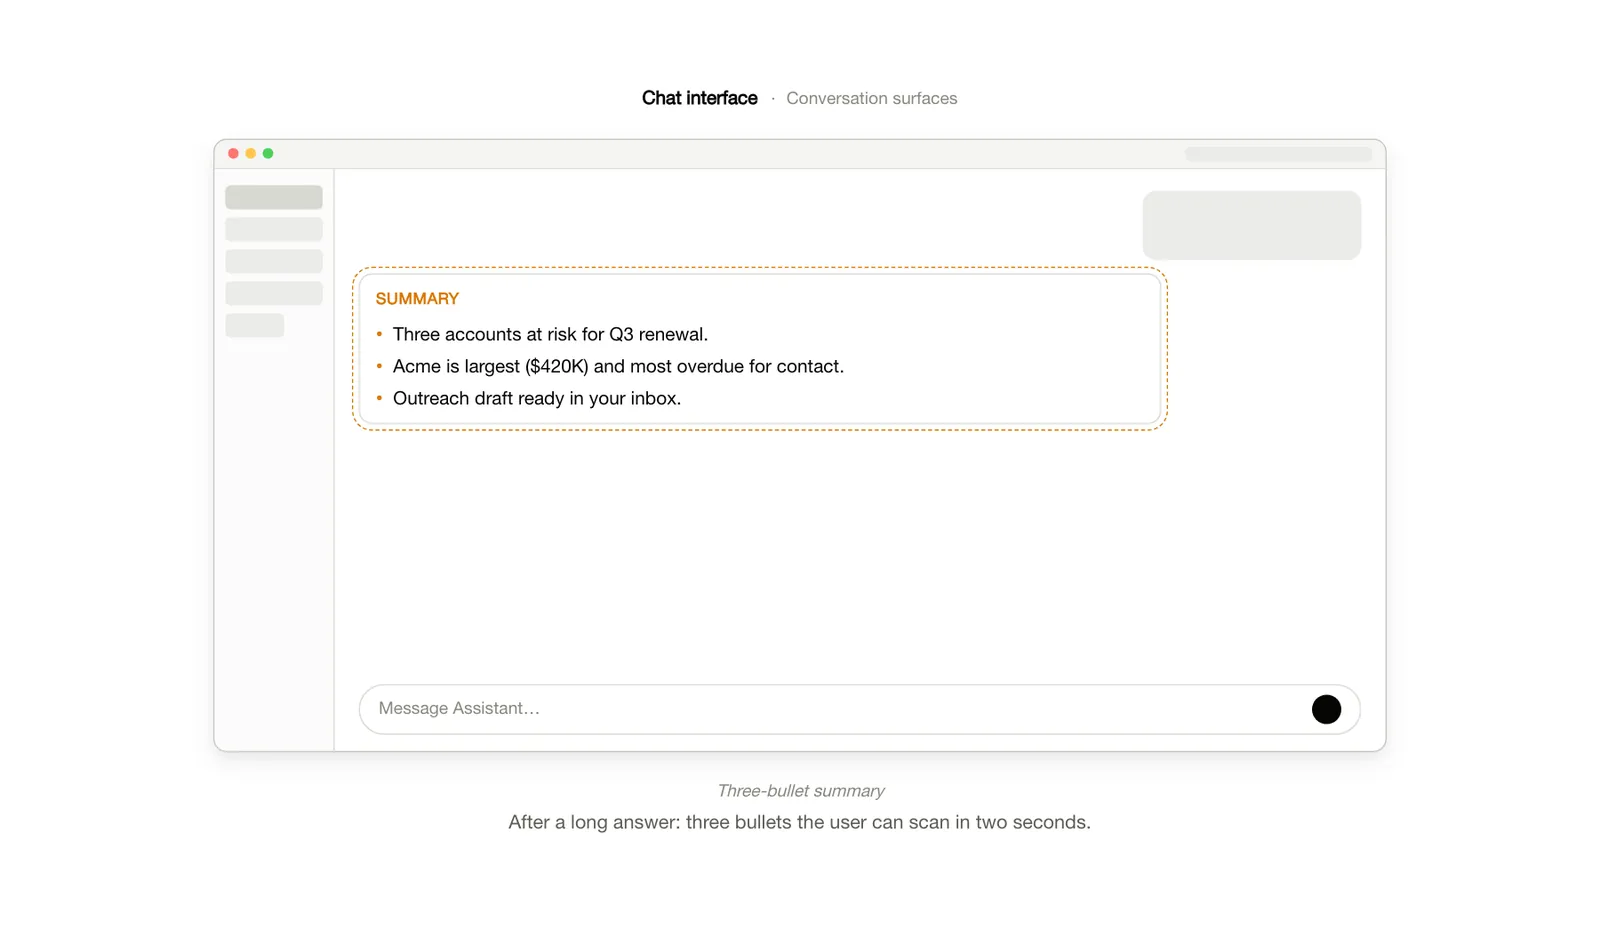 Chat interface · Conversation surfaces
SUMMARY
• Three accounts at risk for Q3 renewal.
• Acme is largest ($420K) and most overdue for contact.
• Outreach draft ready in your inbox.
Message Assistant…
Three-bullet summary
After a long answer: three bullets the user can scan in two seconds.